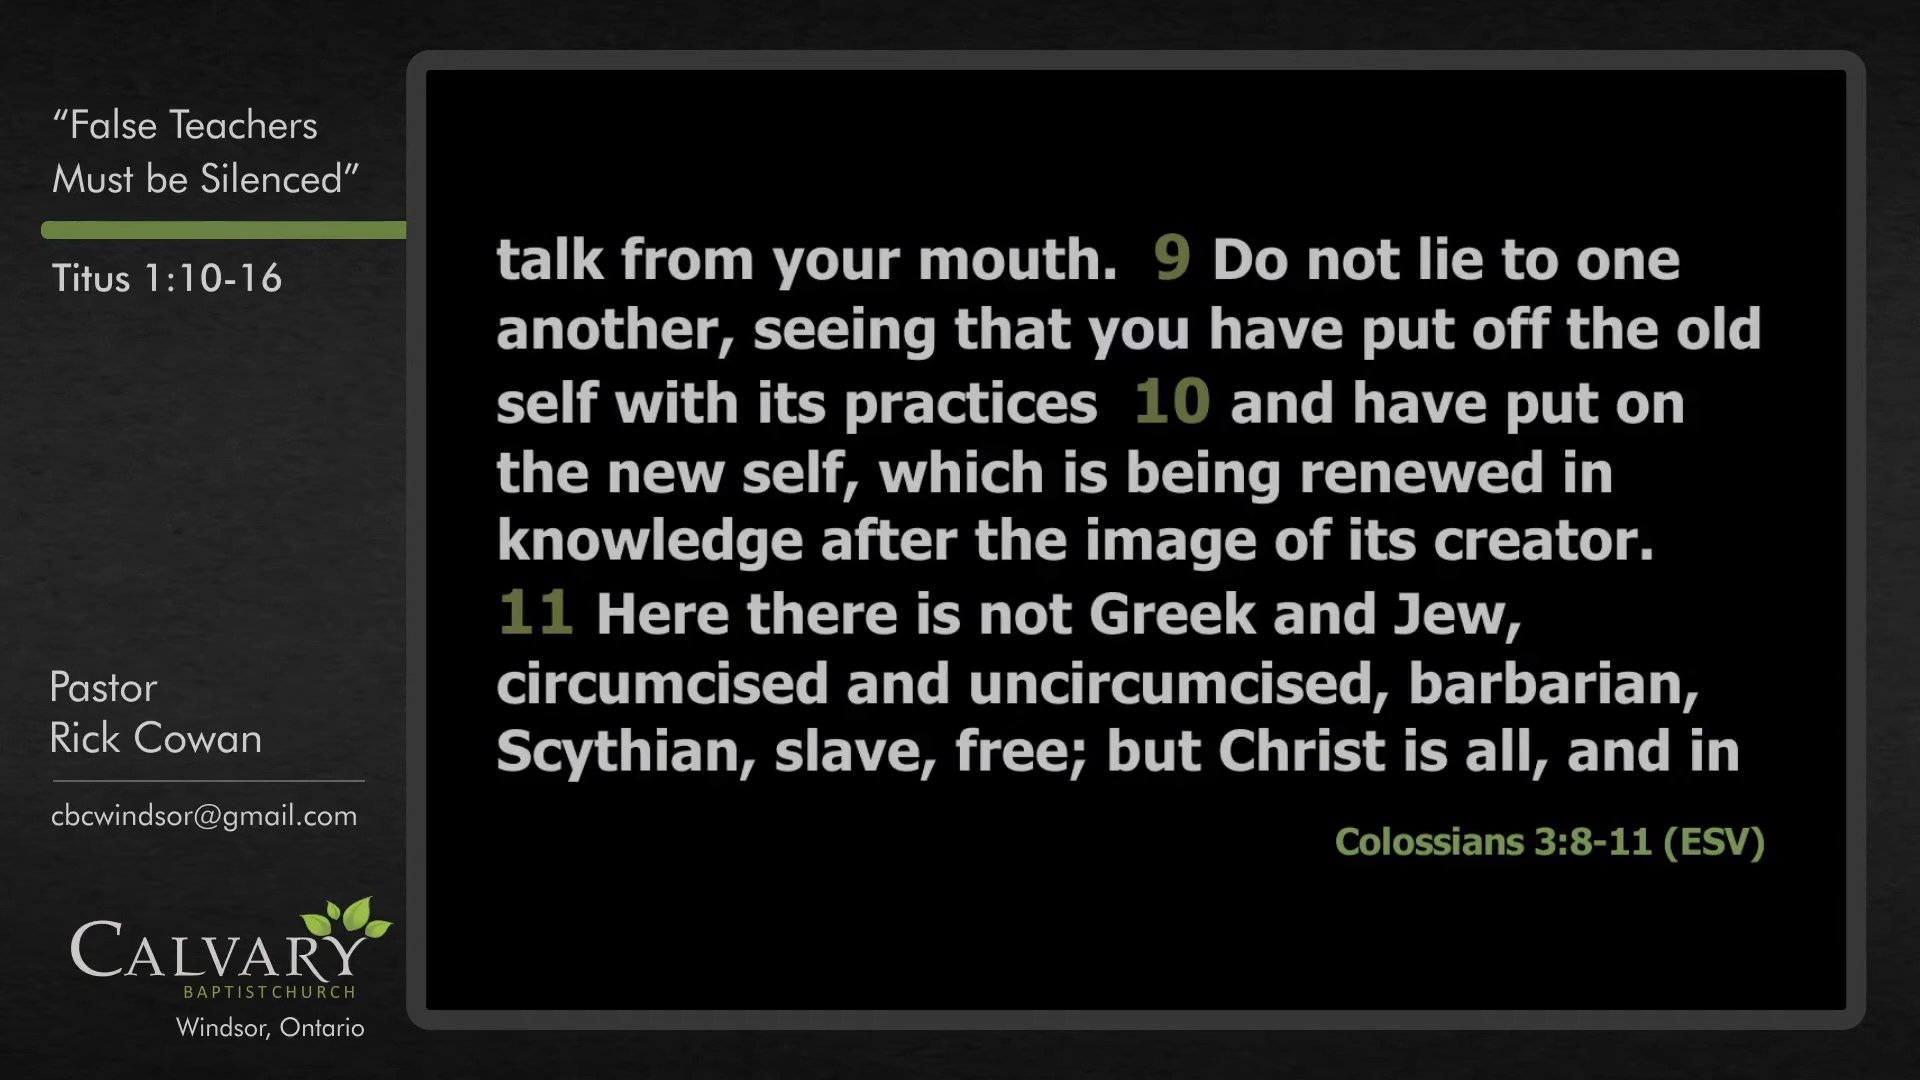 “False Teachers
Must be Silenced”
Titus 1:10-16
Pastor
Rick Cowan
cbcwindsor@gmail.com
CALVARY
BAPTISTCHURCH
Windsor, Ontario
talk from your mouth. 9 Do not lie to one
another, seeing that you have put off the old
self with its practices 10 and have put on
the new self, which is being renewed in
knowledge after the image of its creator.
11 Here there is not Greek and Jew,
circumcised and uncircumcised, barbarian,
Scythian, slave, free; but Christ is all, and in
Colossians 3:8-11 (ESV)